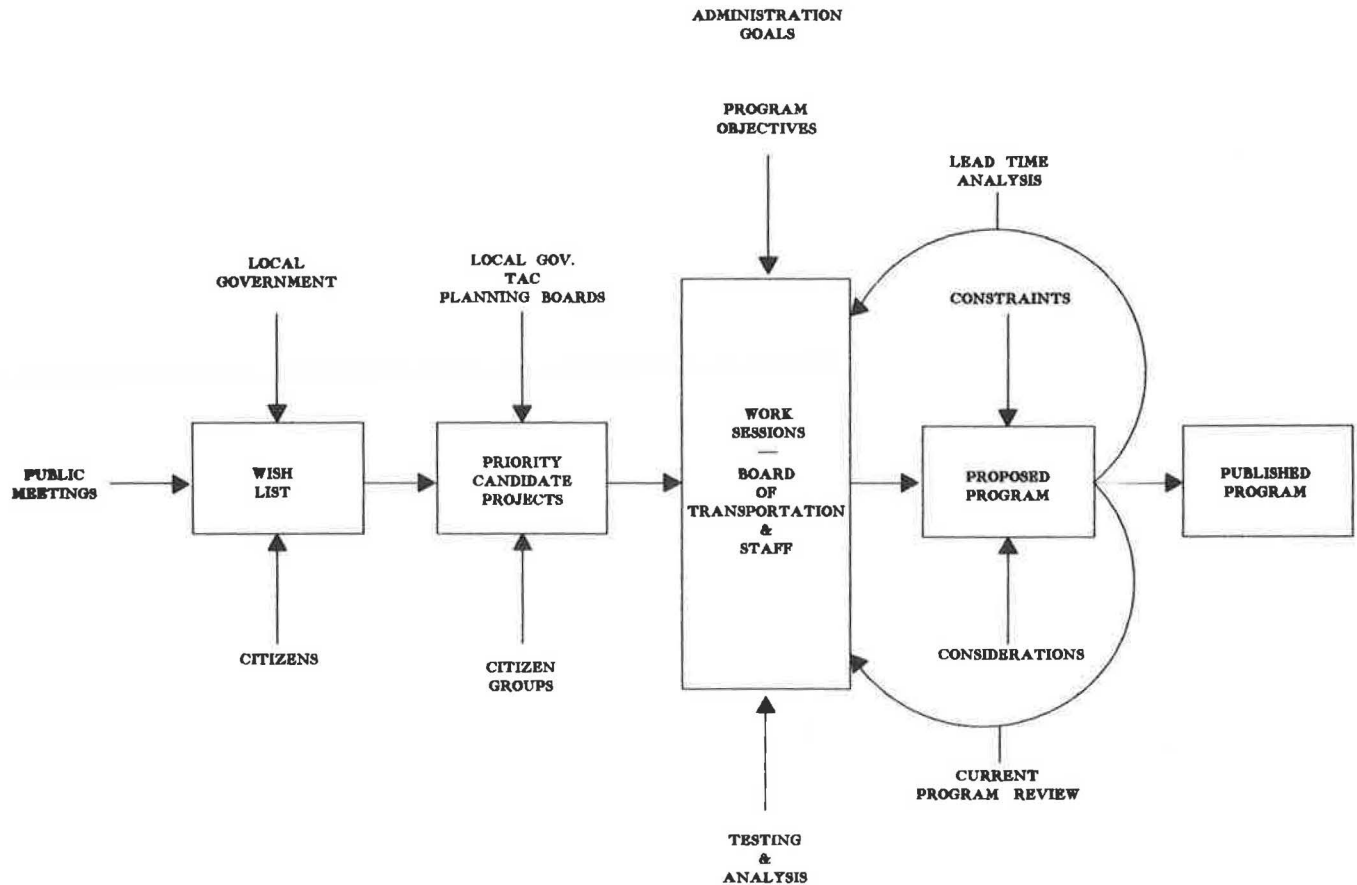 ADMINISTRATION
GOALS
PROGRAM
OBJECTIVES
LEAD TIME
ANALYSIS
LOCAL
GOVERNMENT
LOCAL GOV.
TAC
PLANNING BOARDS
CONSTRAINTS
PUBLIC
MEETINGS
WISH
LIST
PRIORITY
CANDIDATE
PROJECTS
WORK
SESSIONS
—
BOARD
OF
TRANSPORTATION
&
STAFF
PROPOSED
PROGRAM
PUBLISHED
PROGRAM
CITIZENS
CITIZEN
GROUPS
CONSIDERATIONS
CURRENT
PROGRAM REVIEW
TESTING
&
ANALYSIS